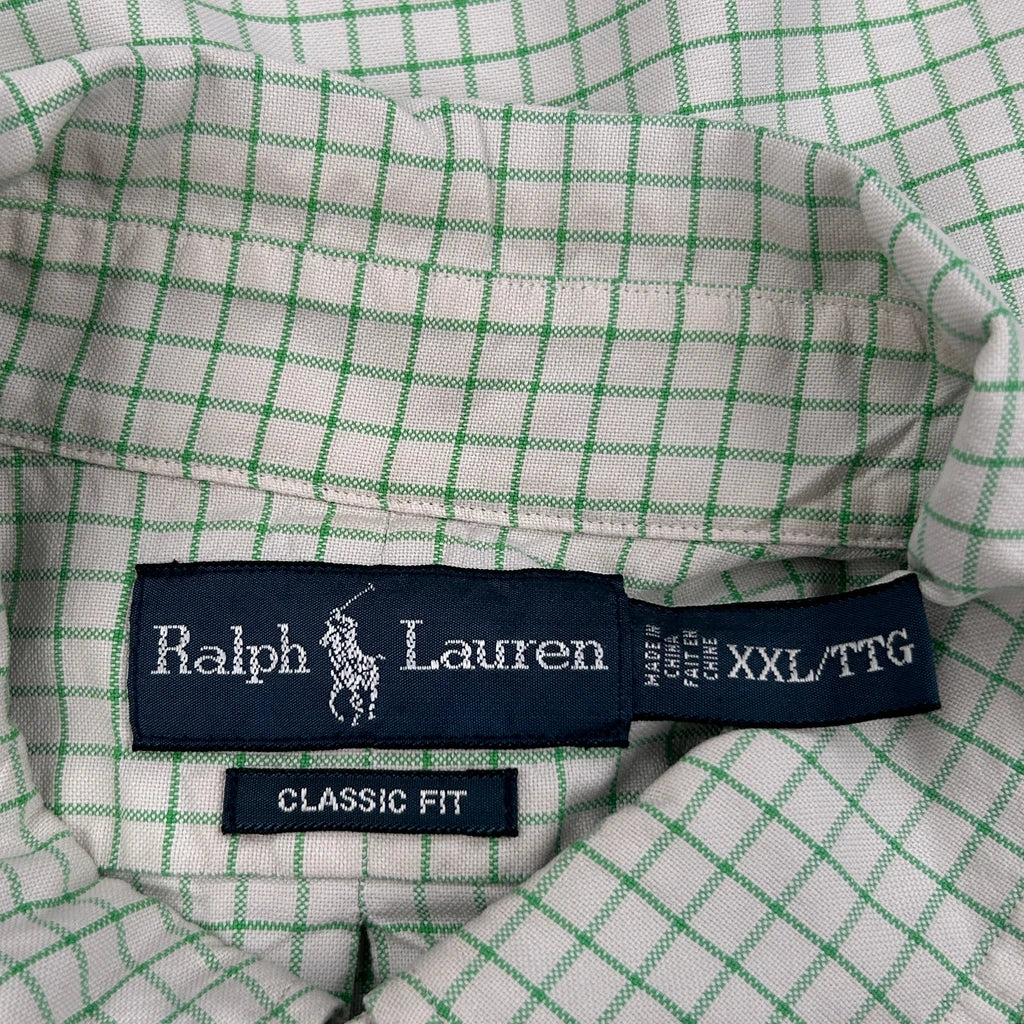 Ralph Lauren
MADE IN
CHINA
FAIT EN
CHINE
XXL/TTG
CLASSIC FIT